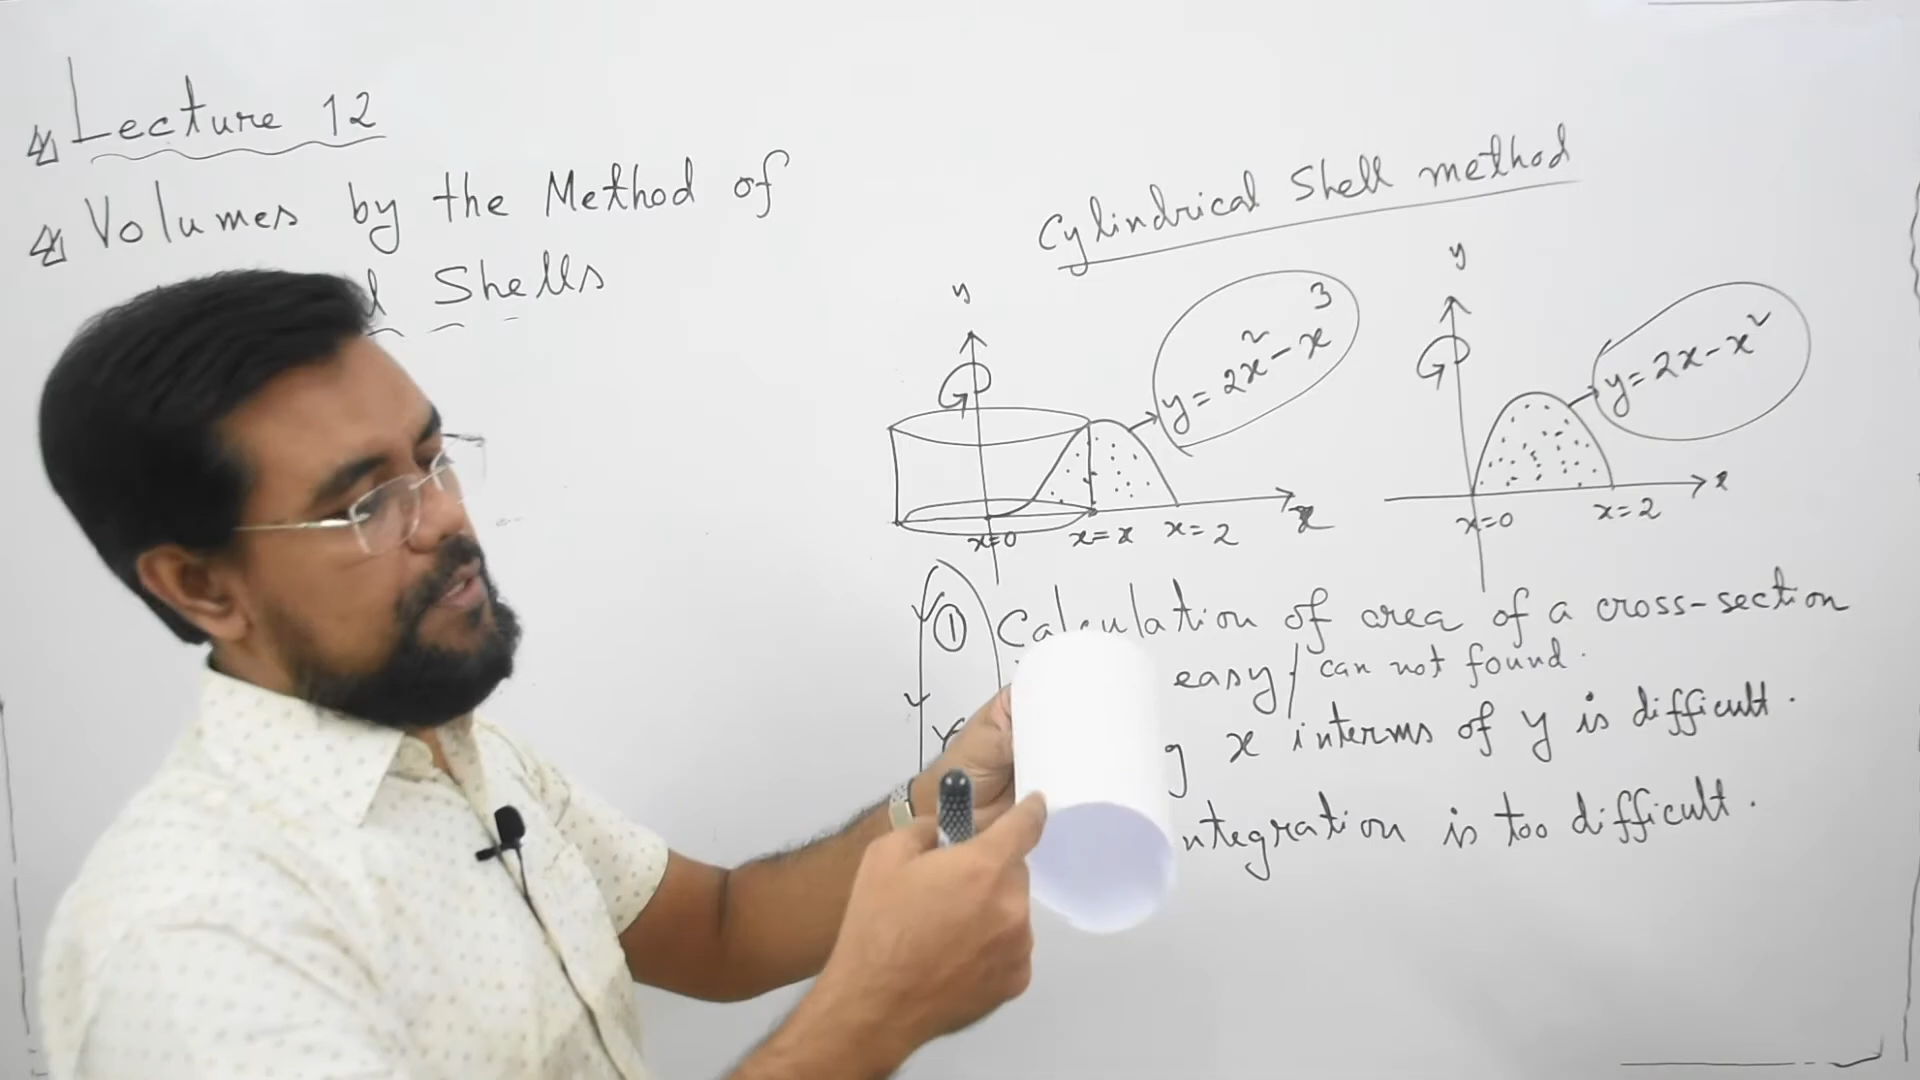 Lecture 12
Volumes by the Method of
Shells
Cylindrical Shell method
y
y = 2x² - x³
x=0
x = x
x = 2
x
y
y = 2x - x²
x=0
x = 2
x
① Calculation of area of a cross-section
easy / can not found.
x interms of y is difficult.
ntegration is too difficult.